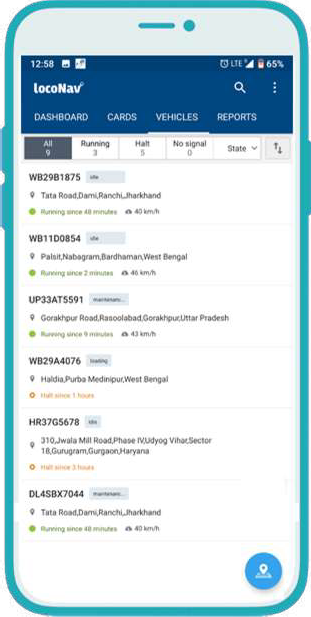 12:58 LTE 65%
locoNav
DASHBOARD CARDS VEHICLES REPORTS
All Running Halt No signal State
9 3 5 0
WB29B1875 idle
Tata Road,Darni,Ranchi,Jharkhand
Running since 48 minutes 40 km/h
WB11D0854 idle
Palsit,Nabagram,Bardhaman,West Bengal
Running since 2 minutes 46 km/h
UP33AT5591 maintenanc...
Gorakhpur Road,Rasoolabad,Gorakhpur,Uttar Pradesh
Running since 9 minutes 43 km/h
WB29A4076 loading
Haldia,Purba Medinipur,West Bengal
Halt since 1 hours
HR37G5678 idle
310,Jwala Mill Road,Phase IV,Udyog Vihar,Sector
18,Gurugram,Gurgaon,Haryana
Halt since 3 hours
DL4SBX7044 maintenanc...
Tata Road,Darni,Ranchi,Jharkhand
Running since 48 minutes 40 km/h